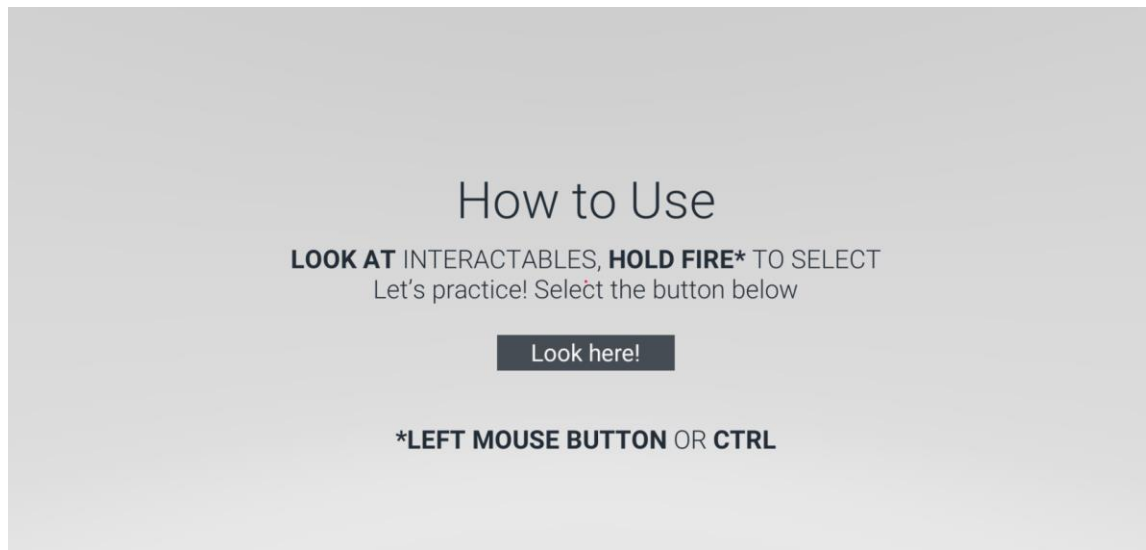 How to Use
LOOK AT INTERACTABLES, HOLD FIRE* TO SELECT
Let's practice! Select the button below
Look here!
*LEFT MOUSE BUTTON OR CTRL